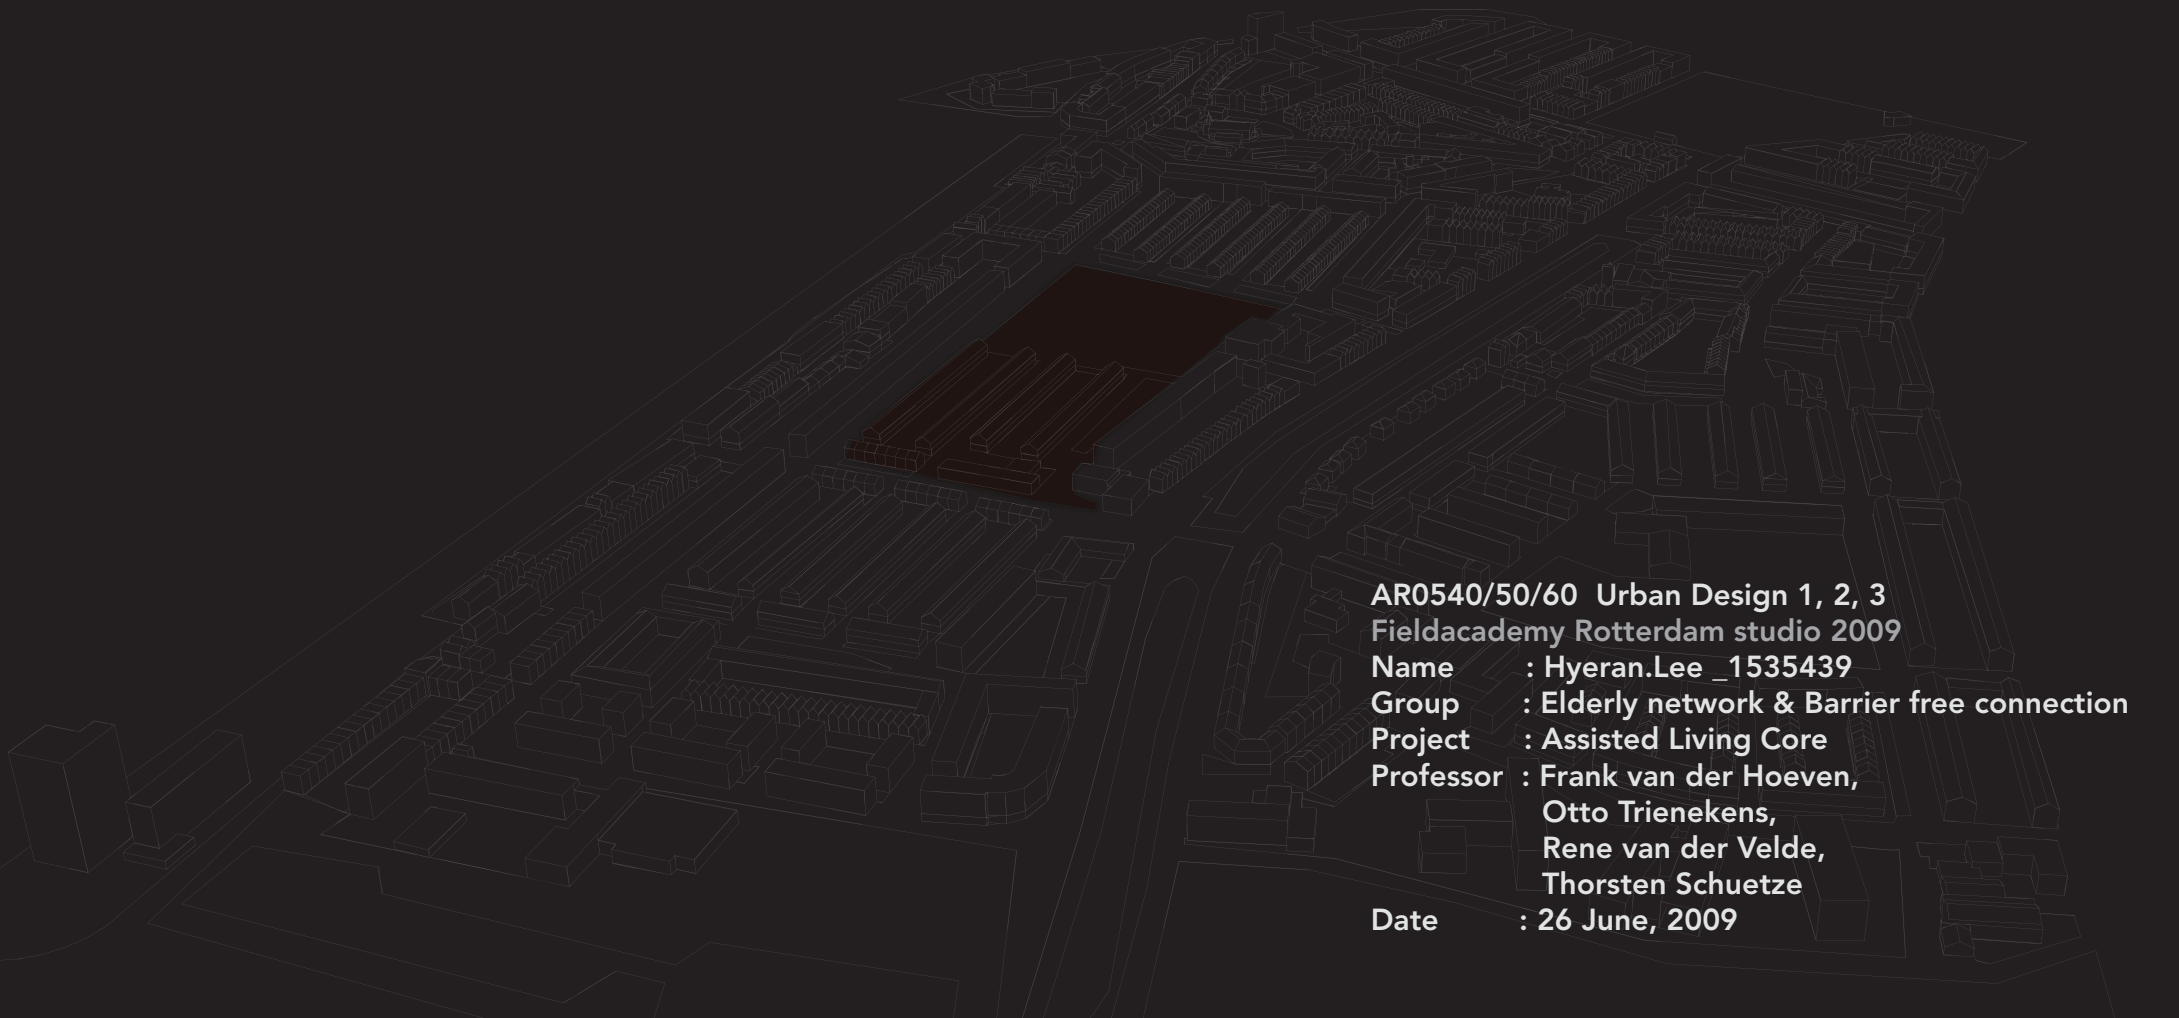 AR0540/50/60 Urban Design 1, 2, 3
Fieldacademy Rotterdam studio 2009
Name : Hyeran.Lee _1535439
Group : Elderly network & Barrier free connection
Project : Assisted Living Core
Professor : Frank van der Hoeven,
Otto Trienekens,
Rene van der Velde,
Thorsten Schuetze
Date : 26 June, 2009